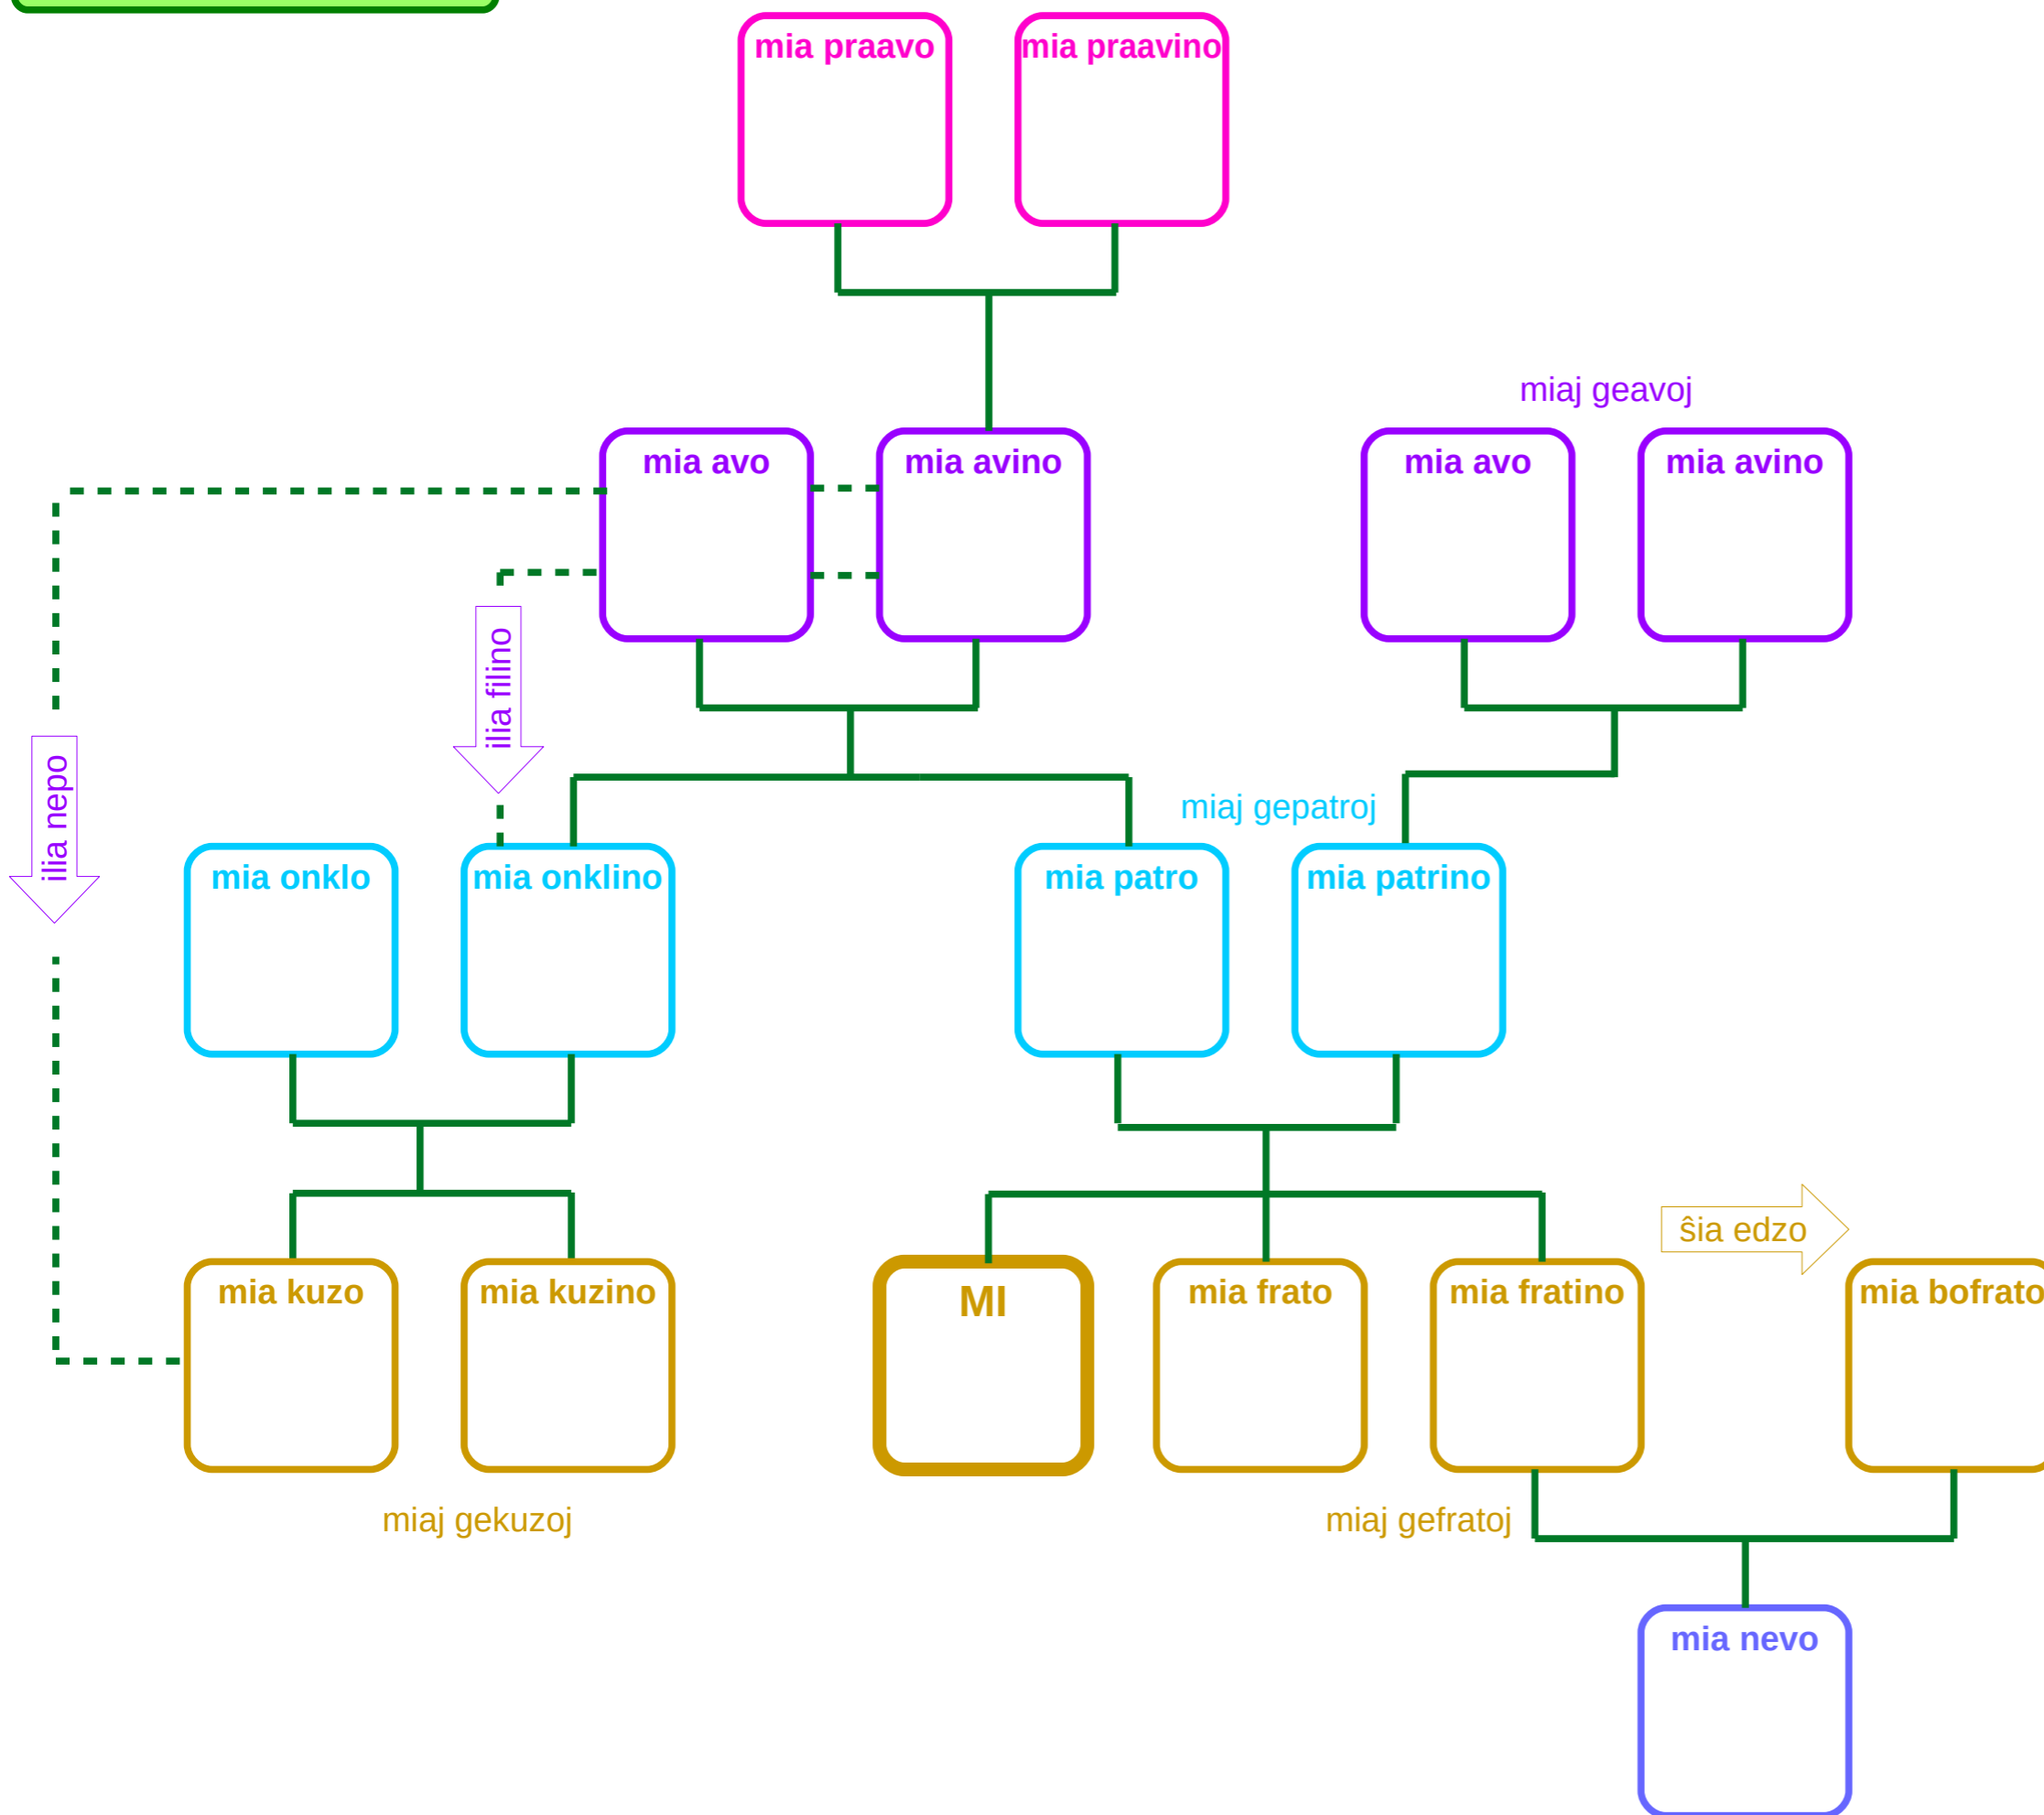 mia praavo
mia praavino
miaj geavoj
mia avo
mia avino
mia avo
mia avino
ilia filino
ilia nepo
miaj gepatroj
mia onklo
mia onklino
mia patro
mia patrino
ŝia edzo
mia kuzo
mia kuzino
MI
mia frato
mia fratino
mia bofrato
miaj gekuzoj
miaj gefratoj
mia nevo